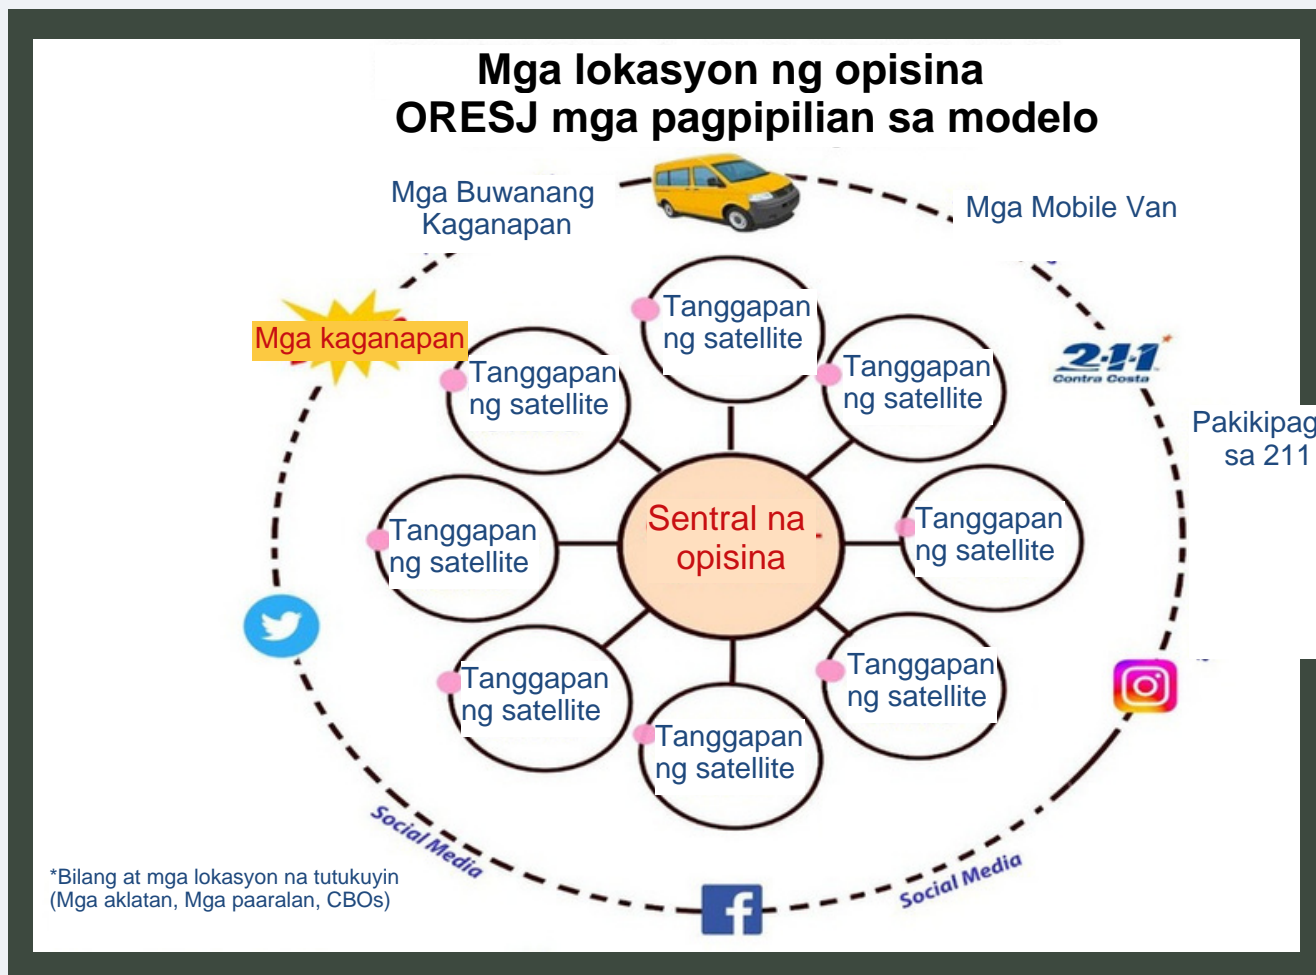 Mga lokasyon ng opisina
ORESJ mga pagpipilian sa modelo
Mga Buwanang
Kaganapan
Mga Mobile Van
Mga kaganapan
Tanggapan
ng satellite
Tanggapan
ng satellite
Tanggapan
ng satellite
2-1-1
Contra Costa
Pakikipag
sa 211
Tanggapan
ng satellite
Sentral na
opisina
Tanggapan
ng satellite
Tanggapan
ng satellite
Tanggapan
ng satellite
Tanggapan
ng satellite
Social Media
Social Media
*Bilang at mga lokasyon na tutukuyin
(Mga aklatan, Mga paaralan, CBOs)